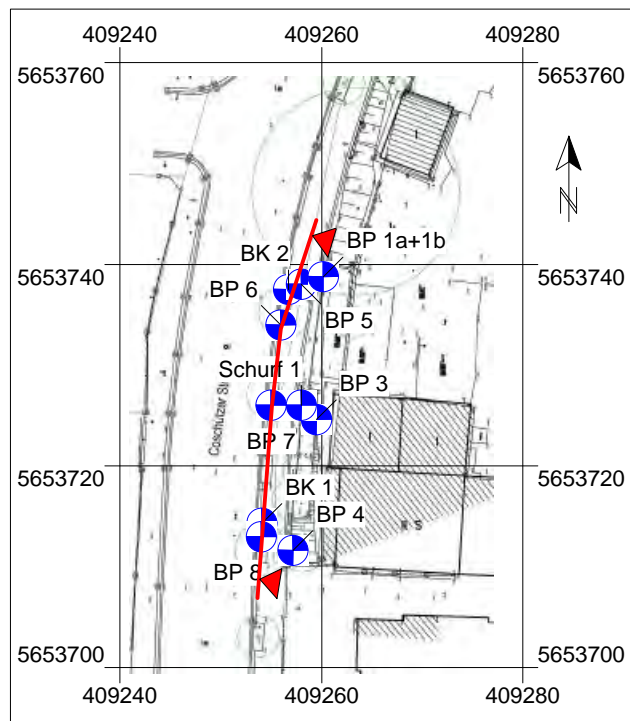 409240 409260 409280
5653760 5653760
N
BK 2 BP 1a+1b
5653740 5653740
BP 6
BP 5
Schurf 1
BP 3
Coschützer Str
BP 7
5653720 5653720
BK 1
BP 4
R S
BP 8
5653700 5653700
409240 409260 409280